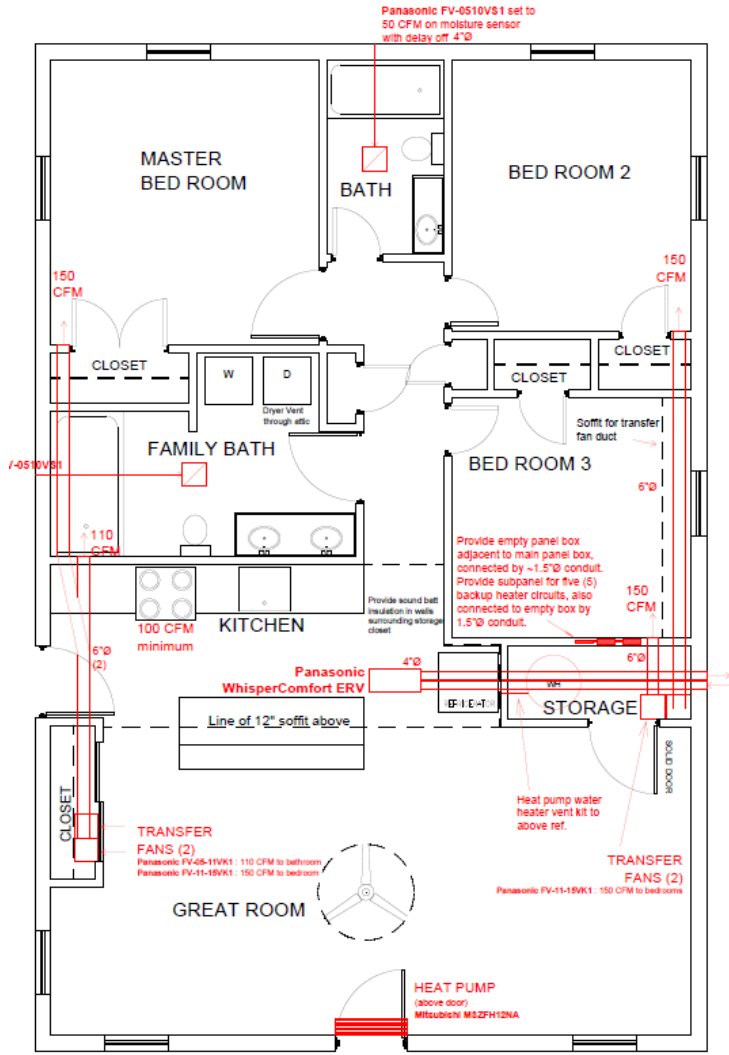 Panasonic FV-0510VS1 set to
50 CFM on moisture sensor
with delay off 4"Ø
MASTER
BED ROOM
BATH
BED ROOM 2
150
CFM
150
CFM
CLOSET
W
D
Dryer Vent
through attic
CLOSET
CLOSET
Soffit for transfer
fan duct
FAMILY BATH
BED ROOM 3
V-0510VS1
6"Ø
110
CFM
Provide empty panel box
adjacent to main panel box,
connected by ~1.5"Ø conduit.
Provide subpanel for five (5)
backup heater circuits, also
connected to empty box by
1.5"Ø conduit.
150
CFM
Provide sound batt
insulation in walls
surrounding storage
closet
100 CFM
minimum
KITCHEN
6"Ø
(2)
4"Ø
6"Ø
Panasonic
WhisperComfort ERV
WH
STORAGE
Line of 12" soffit above
SOLID DOOR
CLOSET
Heat pump water
heater vent kit to
above ref.
TRANSFER
FANS (2)
Panasonic FV-05-11VK1 : 110 CFM to bathroom
Panasonic FV-11-15VK1 : 150 CFM to bedroom
TRANSFER
FANS (2)
Panasonic FV-11-15VK1 : 150 CFM to bedrooms
GREAT ROOM
HEAT PUMP
(above door)
Mitsubishi MSZFH12NA